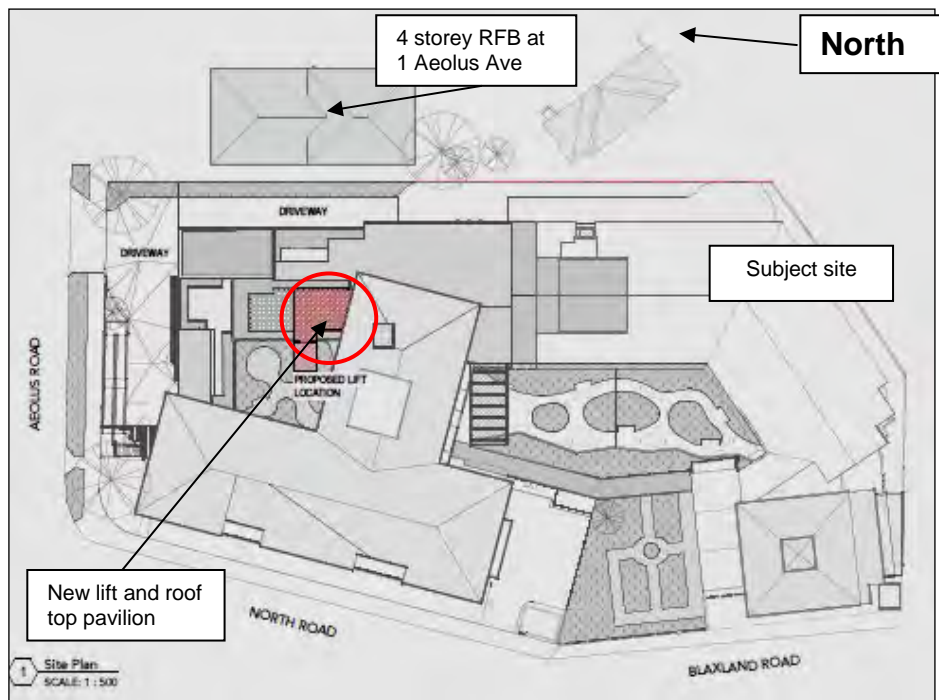 4 storey RFB at
1 Aeolus Ave
North
DRIVEWAY
DRIVEWAY
Subject site
AEOLUS ROAD
PROPOSED LIFT
LOCATION
New lift and roof
top pavilion
NORTH ROAD
BLAXLAND ROAD
1
Site Plan
SCALE: 1 : 500